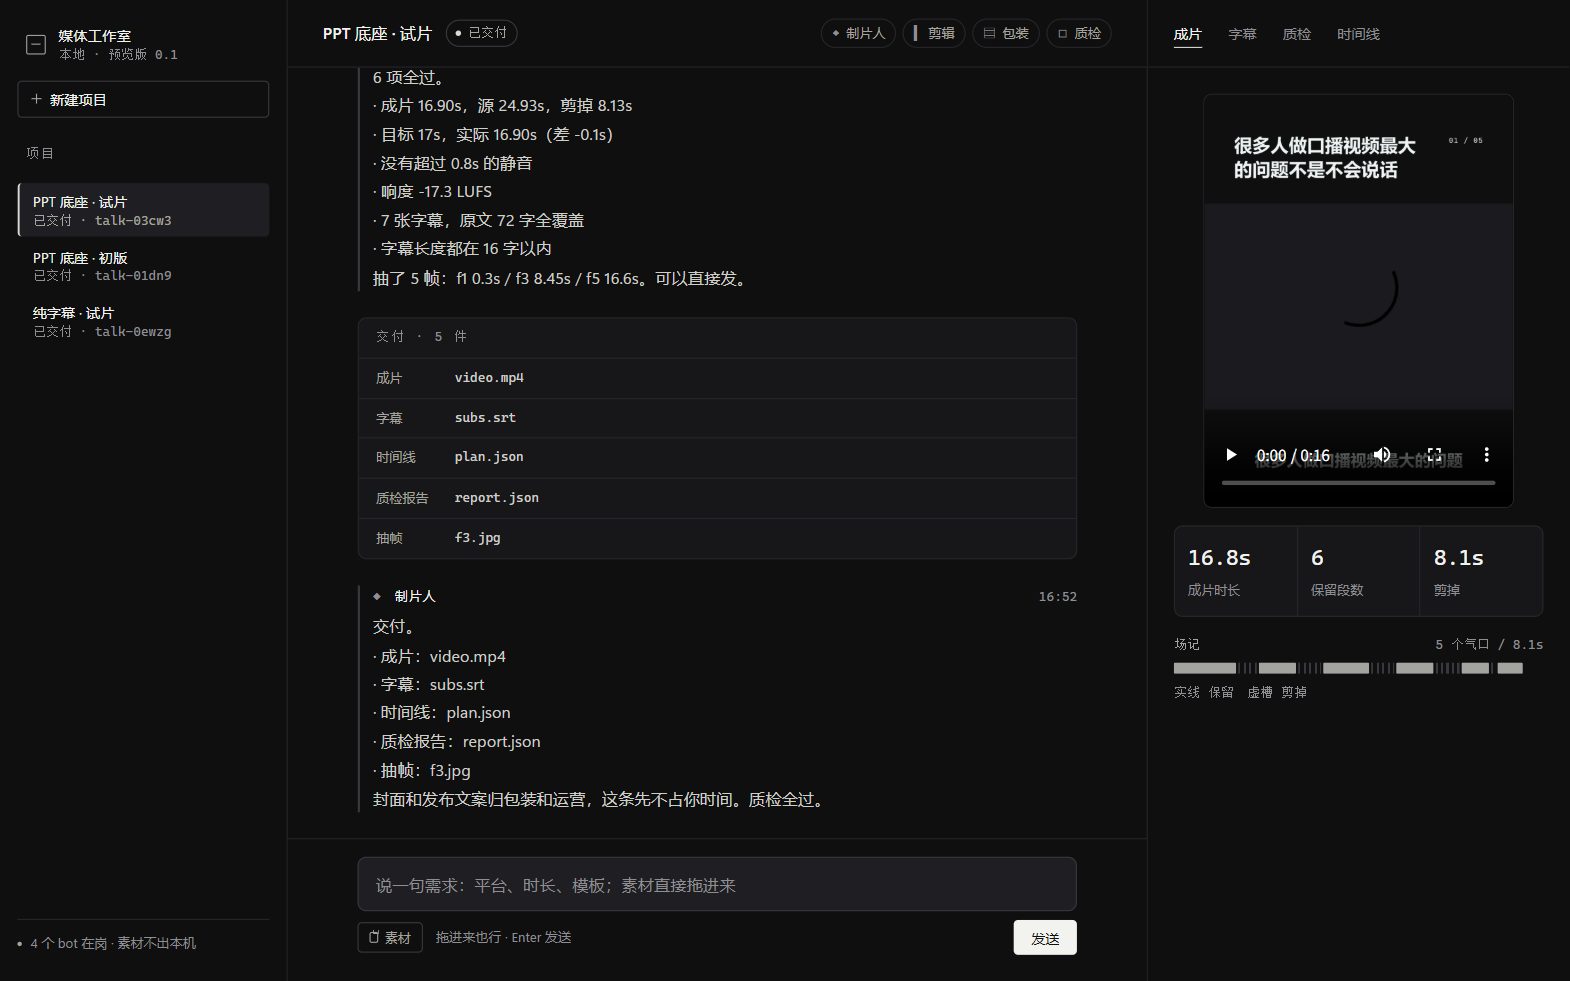 媒体工作室
本地 · 预览版 0.1
+ 新建项目
项目
PPT 底座 · 试片
已交付 · talk-03cw3
PPT 底座 · 初版
已交付 · talk-01dn9
纯字幕 · 试片
已交付 · talk-0ewzg
4 个 bot 在岗 · 素材不出本机
PPT 底座 · 试片
已交付
制片人
剪辑
包装
质检
6 项全过。
· 成片 16.90s，源 24.93s，剪掉 8.13s
· 目标 17s，实际 16.90s（差 -0.1s）
· 没有超过 0.8s 的静音
· 响度 -17.3 LUFS
· 7 张字幕，原文 72 字全覆盖
· 字幕长度都在 16 字以内
抽了 5 帧：f1 0.3s / f3 8.45s / f5 16.6s。可以直接发。
交付 · 5 件
成片 video.mp4
字幕 subs.srt
时间线 plan.json
质检报告 report.json
抽帧 f3.jpg
制片人 16:52
交付。
· 成片：video.mp4
· 字幕：subs.srt
· 时间线：plan.json
· 质检报告：report.json
· 抽帧：f3.jpg
封面和发布文案归包装和运营，这条先不占你时间。质检全过。
说一句需求：平台、时长、模板；素材直接拖进来
素材
拖进来也行 · Enter 发送
发送
成片
字幕
质检
时间线
很多人做口播视频最大
的问题不是不会说话
01 / 05
0:00 / 0:16
很多人做口播视频最大的问题
16.8s
成片时长
6
保留段数
8.1s
剪掉
场记
5 个气口 / 8.1s
实线 保留 虚槽 剪掉